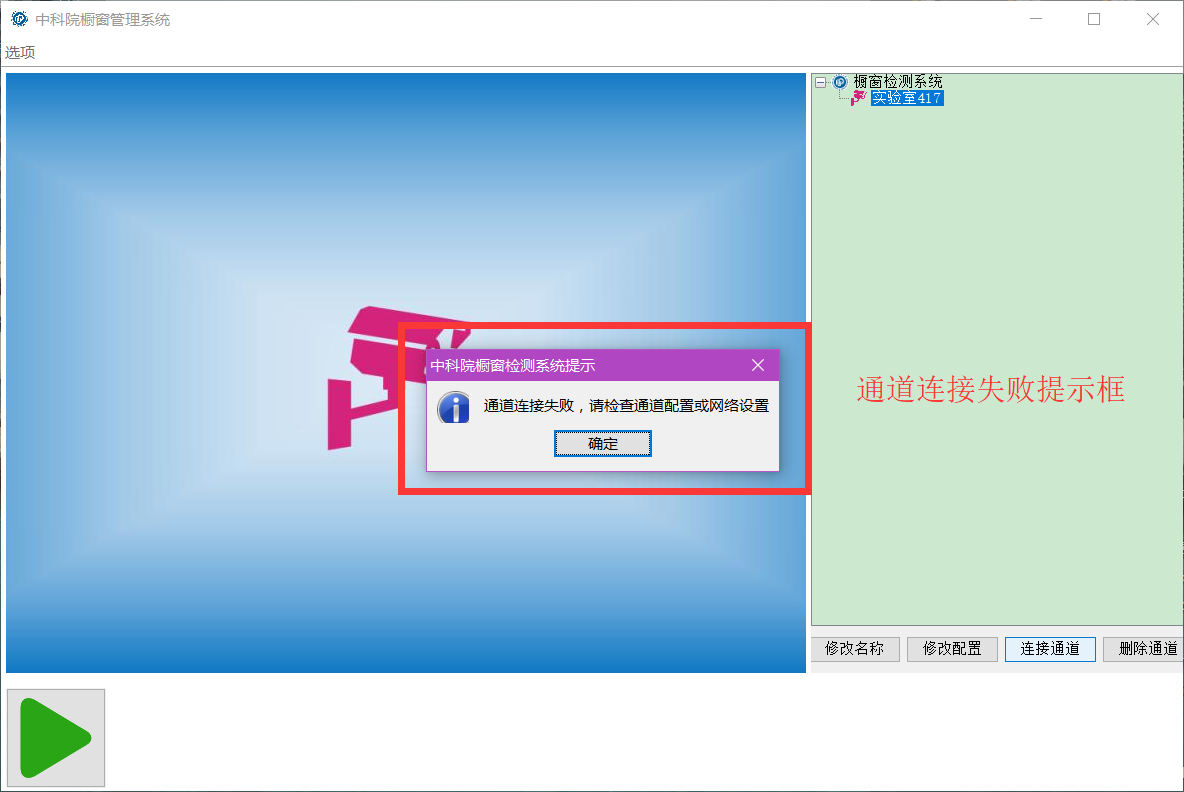 中科院橱窗管理系统
选项
橱窗检测系统
实验室417
中科院橱窗检测系统提示
通道连接失败，请检查通道配置或网络设置
确定
通道连接失败提示框
修改名称
修改配置
连接通道
删除通道